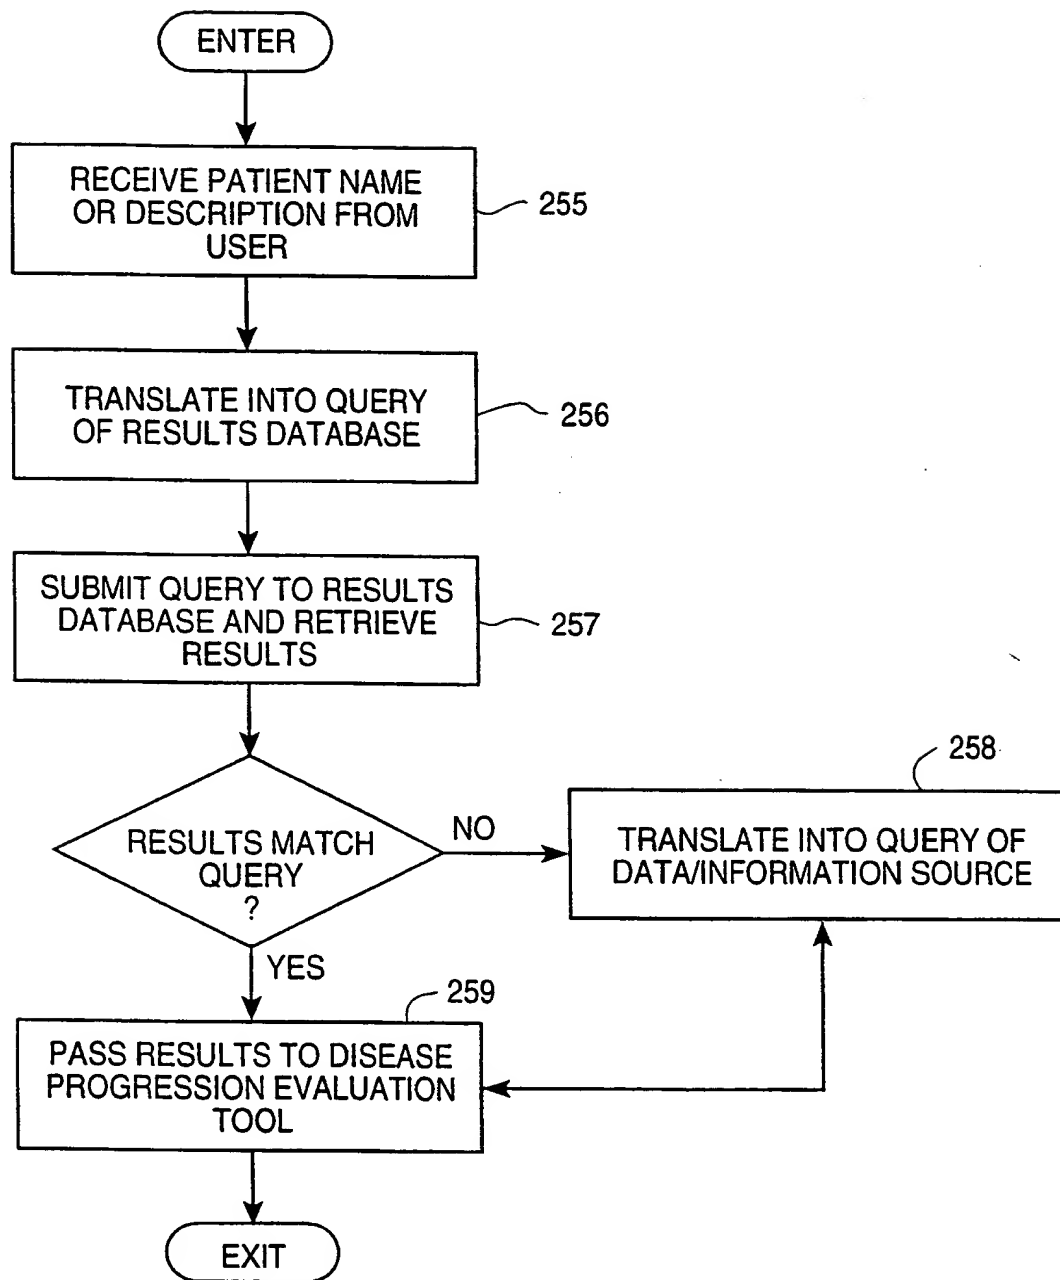 ENTER
RECEIVE PATIENT NAME
OR DESCRIPTION FROM
USER
255
TRANSLATE INTO QUERY
OF RESULTS DATABASE
256
SUBMIT QUERY TO RESULTS
DATABASE AND RETRIEVE
RESULTS
257
RESULTS MATCH
QUERY
?
NO
258
TRANSLATE INTO QUERY OF
DATA/INFORMATION SOURCE
YES
259
PASS RESULTS TO DISEASE
PROGRESSION EVALUATION
TOOL
EXIT